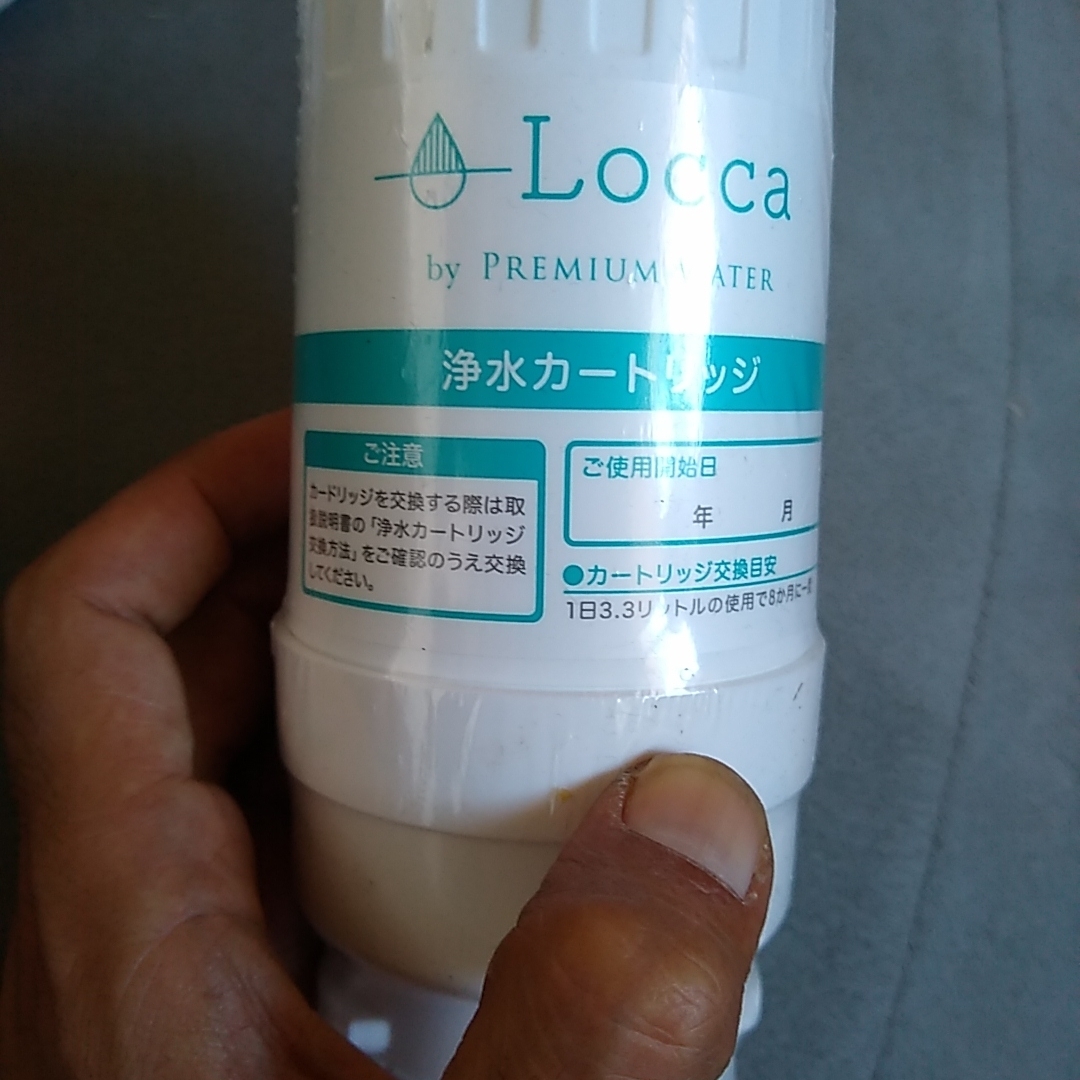 Locca
by PREMIUM WATER
浄水カートリッジ
ご注意
カードリッジを交換する際は取
扱説明書の「浄水カートリッジ
交換方法」をご確認のうえ交換
してください。
ご使用開始日
年 月
●カートリッジ交換目安
1日3.3リットルの使用で8か月に一度